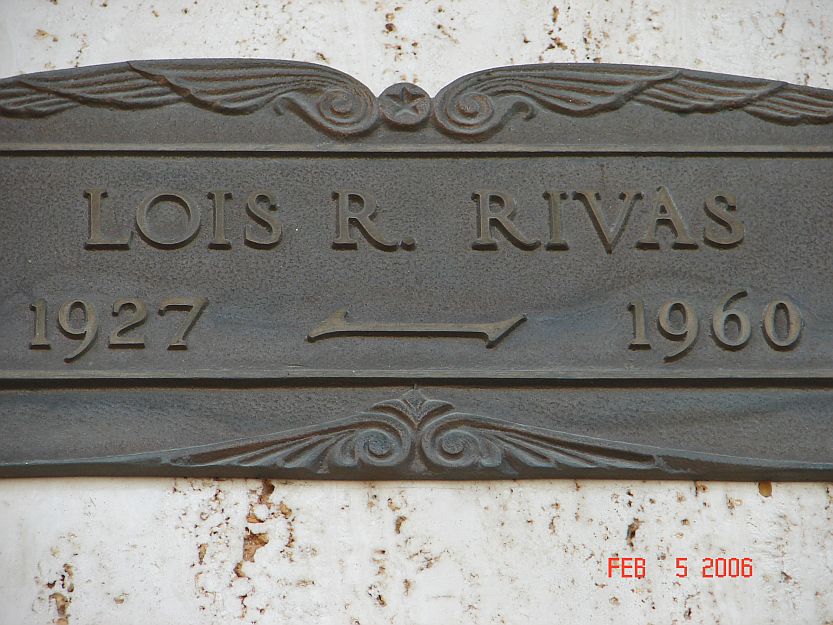 LOIS R. RIVAS
1927 1960
FEB 5 2006